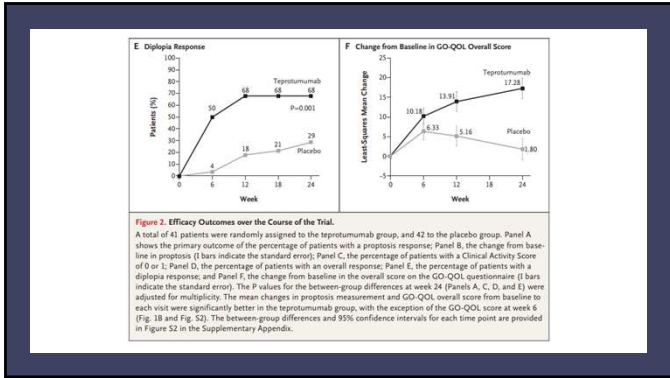 E Diplopia Response
100
90
80
70
60
50
40
30
20
10
0
Patients (%)
50
68
68
68
Teprotumumab
P=0.001
4
18
21
29
Placebo
0
6
12
18
24
Week
F Change from Baseline in GO-QOL Overall Score
25
20
15
10
5
0
-5
Least-Squares Mean Change
10.18
13.91
17.28
Teprotumumab
6.33
5.16
Placebo
1.80
0
6
12
18
24
Week
Figure 2. Efficacy Outcomes over the Course of the Trial.
A total of 41 patients were randomly assigned to the teprotumumab group, and 42 to the placebo group. Panel A
shows the primary outcome of the percentage of patients with a proptosis response; Panel B, the change from base-
line in proptosis (I bars indicate the standard error); Panel C, the percentage of patients with a Clinical Activity Score
of 0 or 1; Panel D, the percentage of patients with an overall response; Panel E, the percentage of patients with a
diplopia response; and Panel F, the change from baseline in the overall score on the GO-QOL questionnaire (I bars
indicate the standard error). The P values for the between-group differences at week 24 (Panels A, C, D, and E) were
adjusted for multiplicity. The mean changes in proptosis measurement and GO-QOL overall score from baseline to
each visit were significantly better in the teprotumumab group, with the exception of the GO-QOL score at week 6
(Fig. 1B and Fig. S2). The between-group differences and 95% confidence intervals for each time point are provided
in Figure S2 in the Supplementary Appendix.